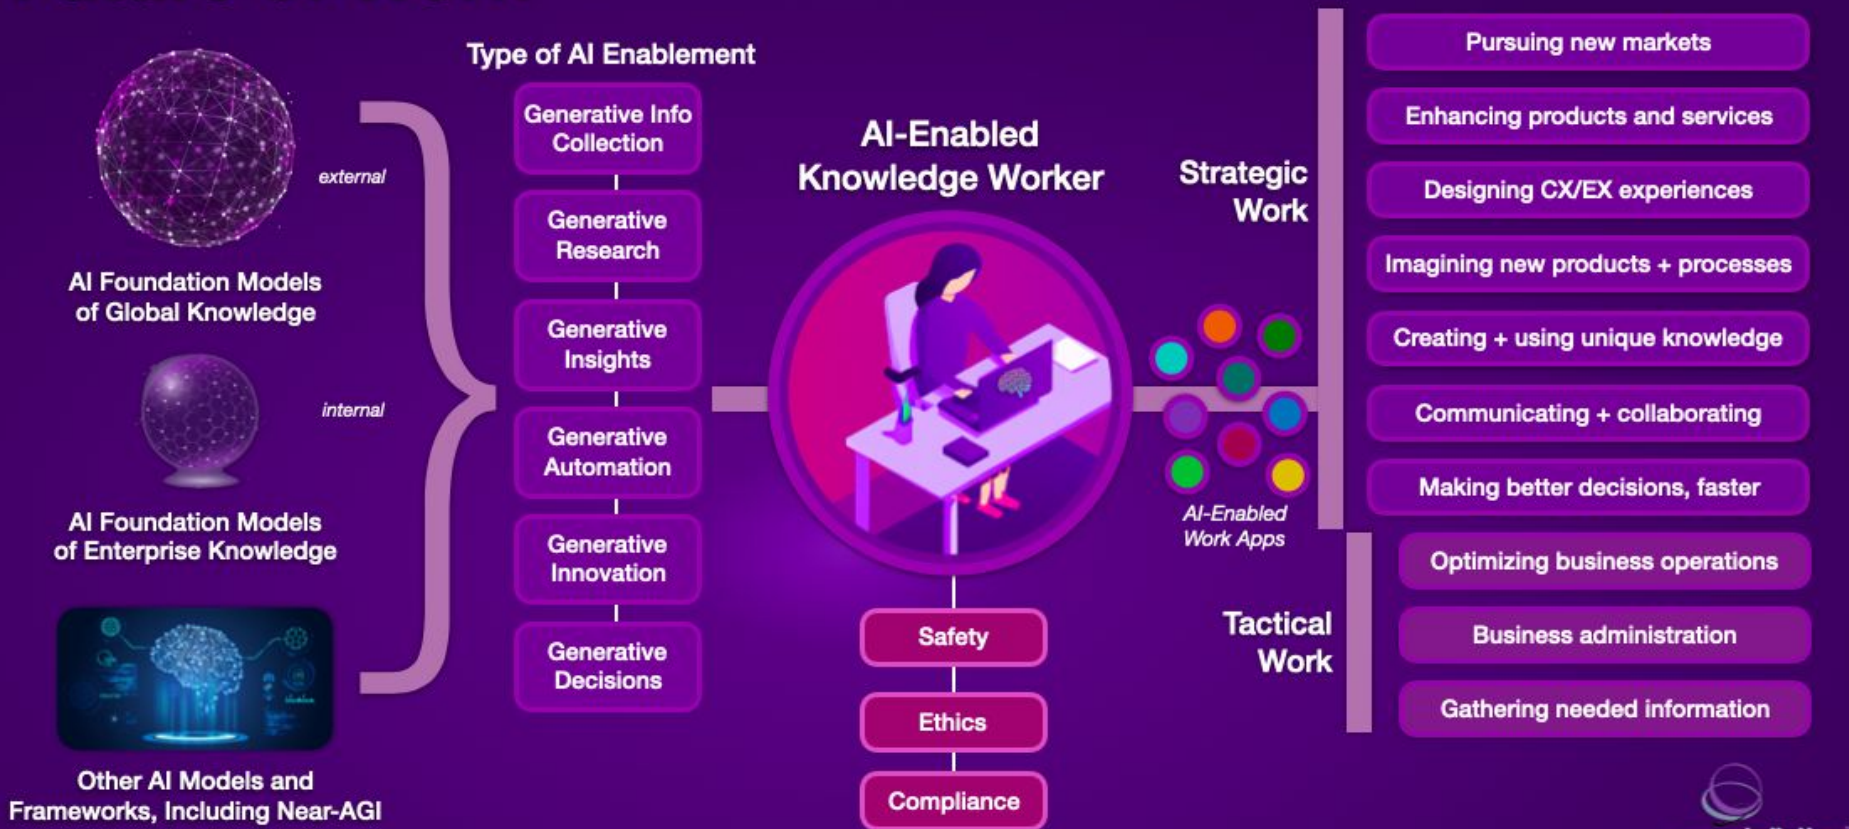 Type of AI Enablement
Generative Info
Collection
Generative
Research
Generative
Insights
Generative
Automation
Generative
Innovation
Generative
Decisions
external
AI Foundation Models
of Global Knowledge
internal
AI Foundation Models
of Enterprise Knowledge
Other AI Models and
Frameworks, Including Near-AGI
AI-Enabled
Knowledge Worker
Safety
Ethics
Compliance
AI-Enabled
Work Apps
Strategic
Work
Pursuing new markets
Enhancing products and services
Designing CX/EX experiences
Imagining new products + processes
Creating + using unique knowledge
Communicating + collaborating
Making better decisions, faster
Tactical
Work
Optimizing business operations
Business administration
Gathering needed information